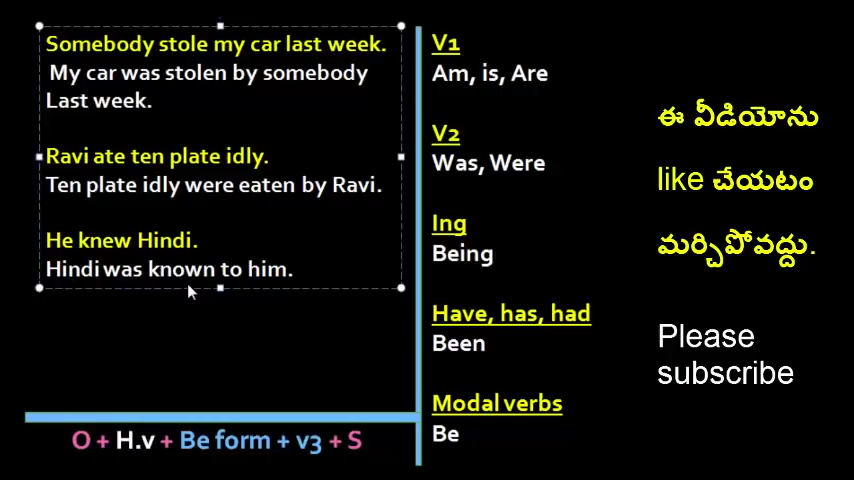 Somebody stole my car last week.
My car was stolen by somebody
Last week.
Ravi ate ten plate idly.
Ten plate idly were eaten by Ravi.
He knew Hindi.
Hindi was known to him.
O + H.v + Be form + v3 + S
V1
Am, is, Are
V2
Was, Were
Ing
Being
Have, has, had
Been
Modal verbs
Be
ఈ వీడియోను
like చేయటం
మర్చిపోవద్దు.
Please
subscribe